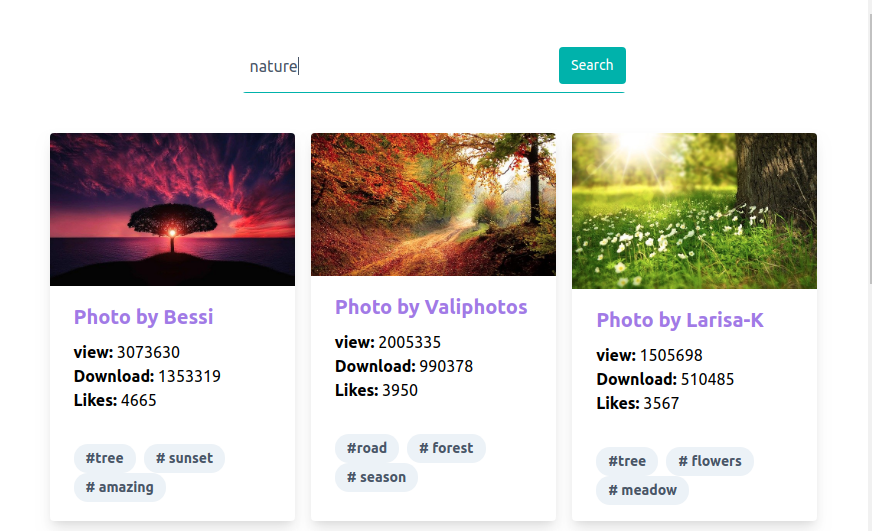 nature
Search
Photo by Bessi
view: 3073630
Download: 1353319
Likes: 4665
#tree # sunset
# amazing
Photo by Valiphotos
view: 2005335
Download: 990378
Likes: 3950
#road # forest
# season
Photo by Larisa-K
view: 1505698
Download: 510485
Likes: 3567
#tree # flowers
# meadow